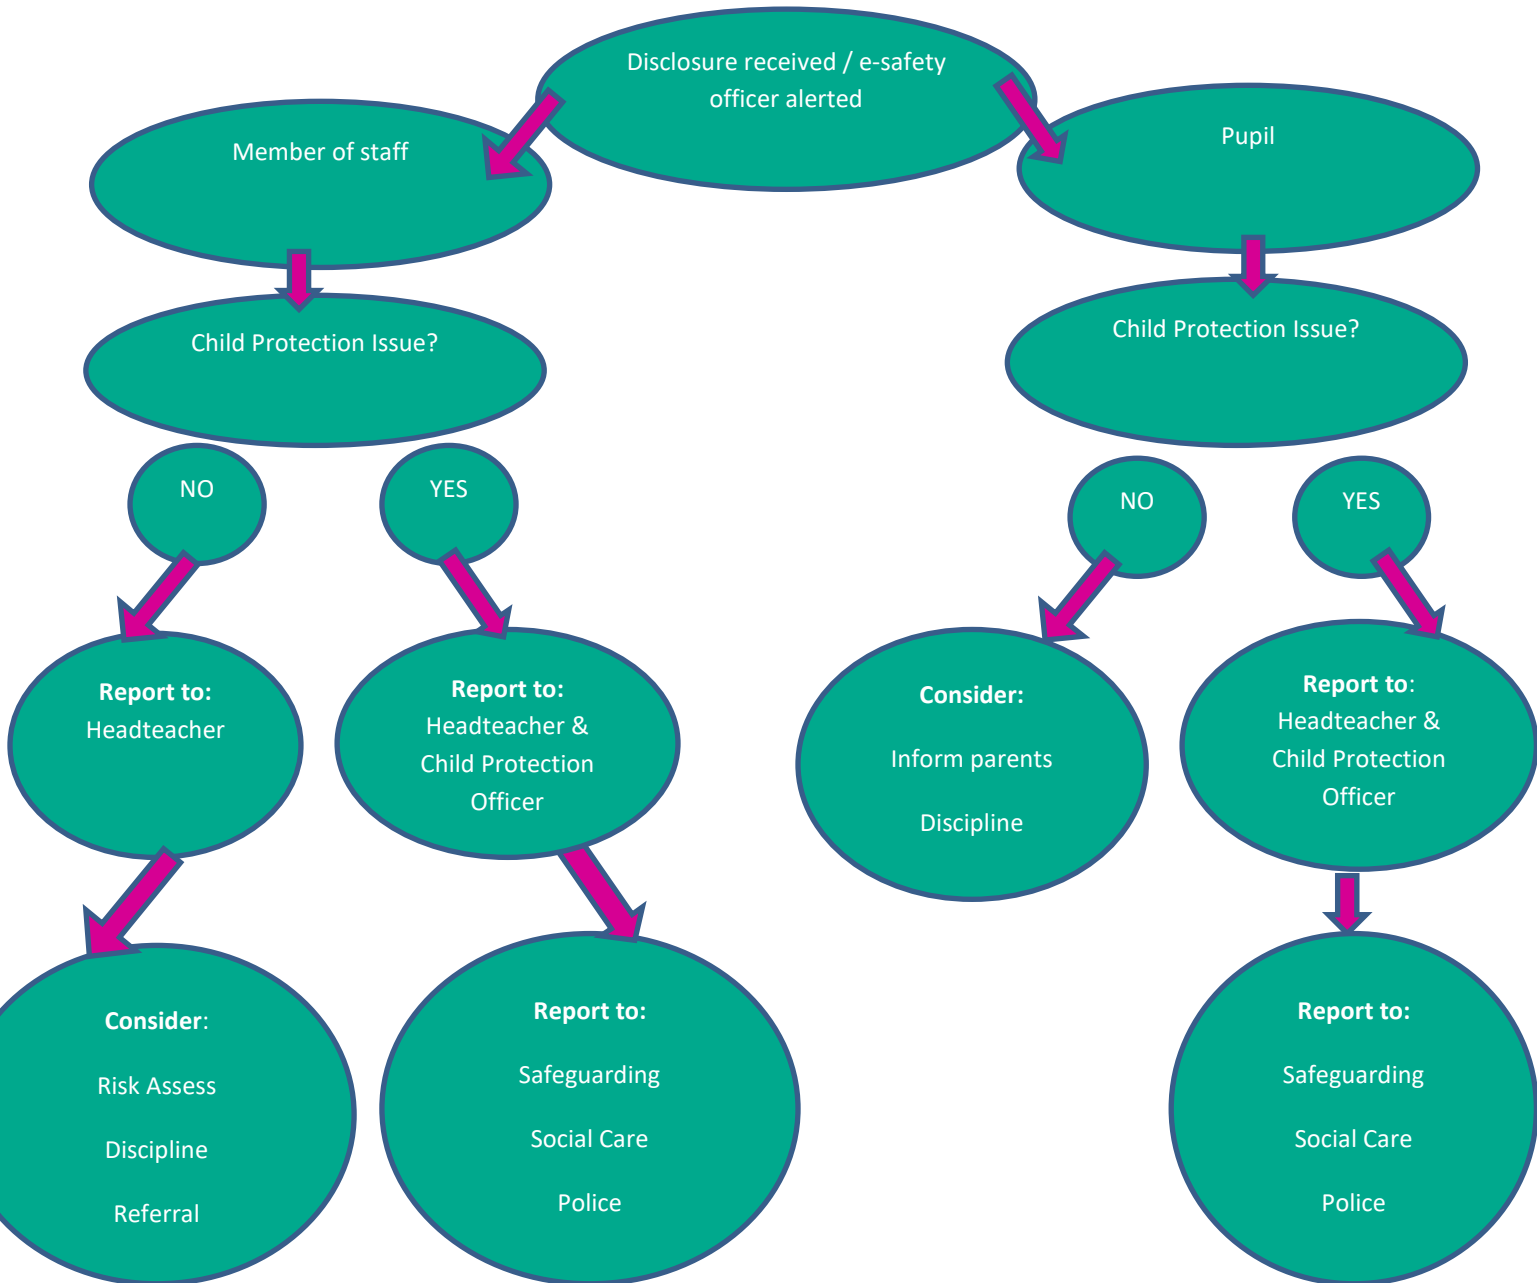 Disclosure received / e-safety
officer alerted
Member of staff
Pupil
Child Protection Issue?
Child Protection Issue?
NO
YES
NO
YES
Report to:
Headteacher
Report to:
Headteacher &
Child Protection
Officer
Consider:
Inform parents
Discipline
Report to:
Headteacher &
Child Protection
Officer
Consider:
Risk Assess
Discipline
Referral
Report to:
Safeguarding
Social Care
Police
Report to:
Safeguarding
Social Care
Police